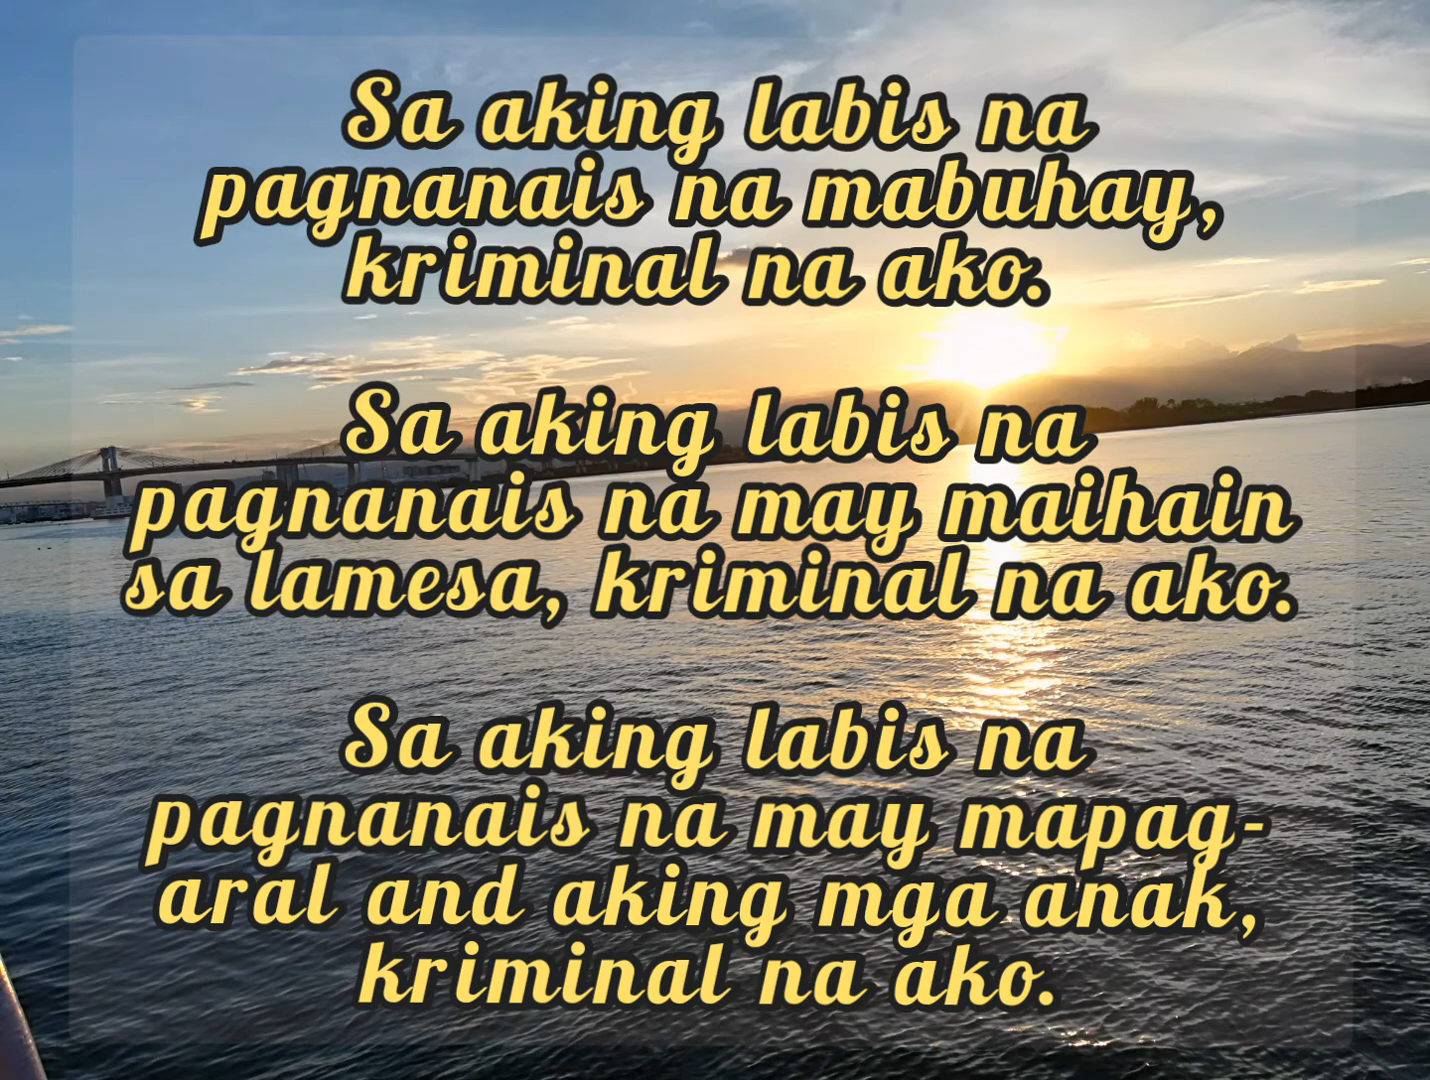 Sa aking labis na
pagnanais na mabuhay,
kriminal na ako.
Sa aking labis na
pagnanais na may maihain
sa lamesa, kriminal na ako.
Sa aking labis na
pagnanais na may mapag-
aral and aking mga anak,
kriminal na ako.